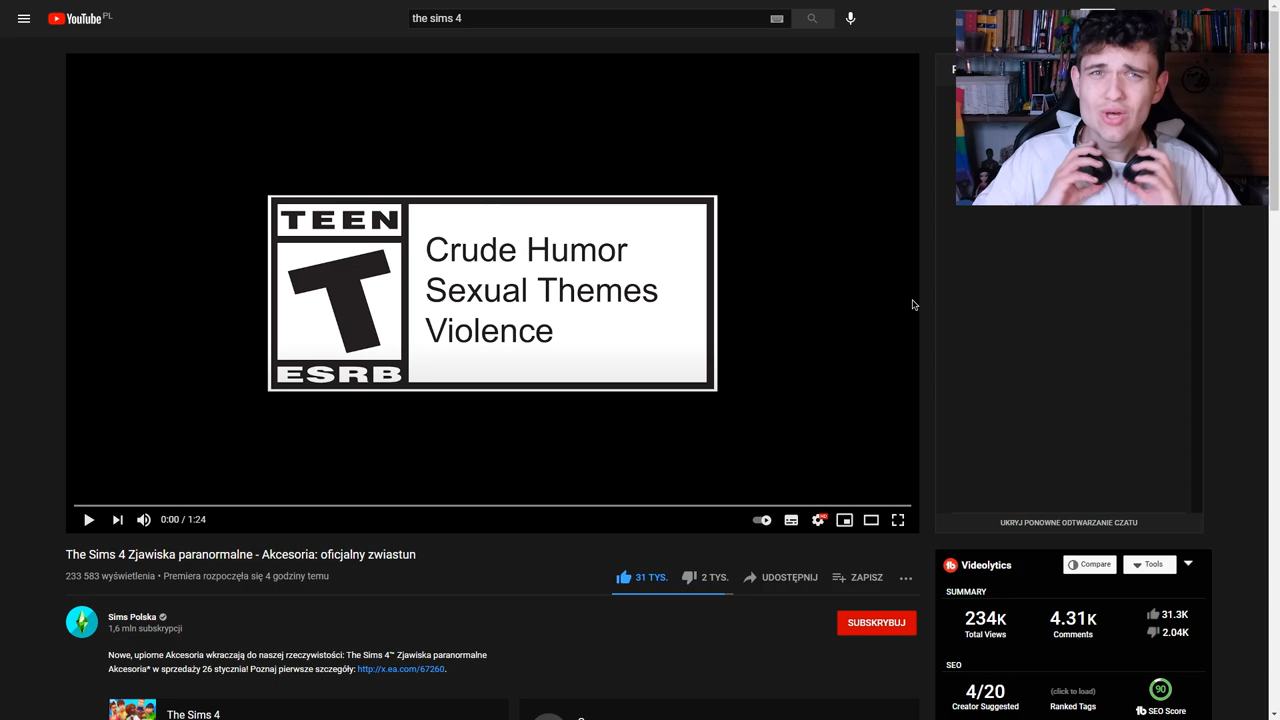 YouTube PL
the sims 4
TEEN
T
ESRB
Crude Humor
Sexual Themes
Violence
0:00 / 1:24
HD
UKRYJ PONOWNE ODTWARZANIE CZATU
The Sims 4 Zjawiska paranormalne - Akcesoria: oficjalny zwiastun
233 583 wyświetlenia • Premiera rozpoczęła się 4 godziny temu
31 TYS.
2 TYS.
UDOSTĘPNIJ
ZAPISZ
Sims Polska
1,6 mln subskrypcji
SUBSKRYBUJ
Nowe, upiorne Akcesoria wkraczają do naszej rzeczywistości: The Sims 4™ Zjawiska paranormalne
Akcesoria* w sprzedaży 26 stycznia! Poznaj pierwsze szczegóły: http://x.ea.com/67260.
The Sims 4
tb Videolytics
Compare
Tools
SUMMARY
234K
Total Views
4.31K
Comments
31.3K
2.04K
SEO
4/20
Creator Suggested
(click to load)
Ranked Tags
90
tb SEO Score